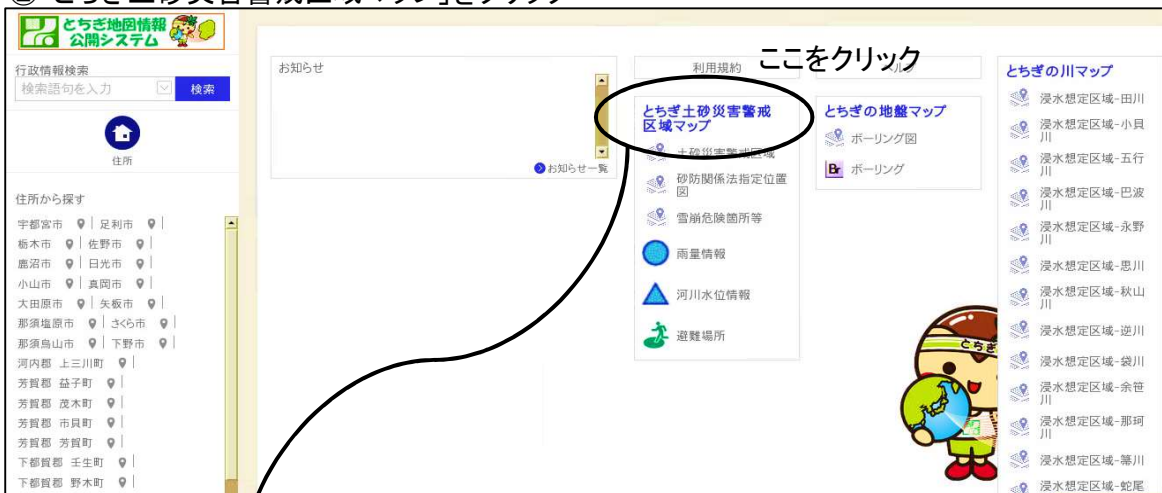 とちぎ土砂災害警戒区域マップ」をクリック
とちぎ地図情報
公開システム
行政情報検索
検索語句を入力
検索
住所
住所から探す
宇都宮市 | 足利市 |
栃木市 | 佐野市 |
鹿沼市 | 日光市 |
小山市 | 真岡市 |
大田原市 | 矢板市 |
那須塩原市 | さくら市 |
那須烏山市 | 下野市 |
河内郡 上三川町 |
芳賀郡 益子町 |
芳賀郡 茂木町 |
芳賀郡 市貝町 |
芳賀郡 芳賀町 |
下都賀郡 壬生町 |
下都賀郡 野木町 |
お知らせ
お知らせ一覧
ここをクリック
利用規約
ヘルプ
とちぎ土砂災害警戒
区域マップ
土砂災害警戒区域
砂防関係法指定位置
図
雪崩危険箇所等
雨量情報
河川水位情報
避難場所
とちぎの地盤マップ
ボーリング図
Br ボーリング
とちぎ
とちぎの川マップ
浸水想定区域-田川
浸水想定区域-小貝
川
浸水想定区域-五行
川
浸水想定区域-巴波
川
浸水想定区域-永野
川
浸水想定区域-思川
浸水想定区域-秋山
川
浸水想定区域-逆川
浸水想定区域-袋川
浸水想定区域-余笹
川
浸水想定区域-那珂
川
浸水想定区域-箒川
浸水想定区域-蛇尾